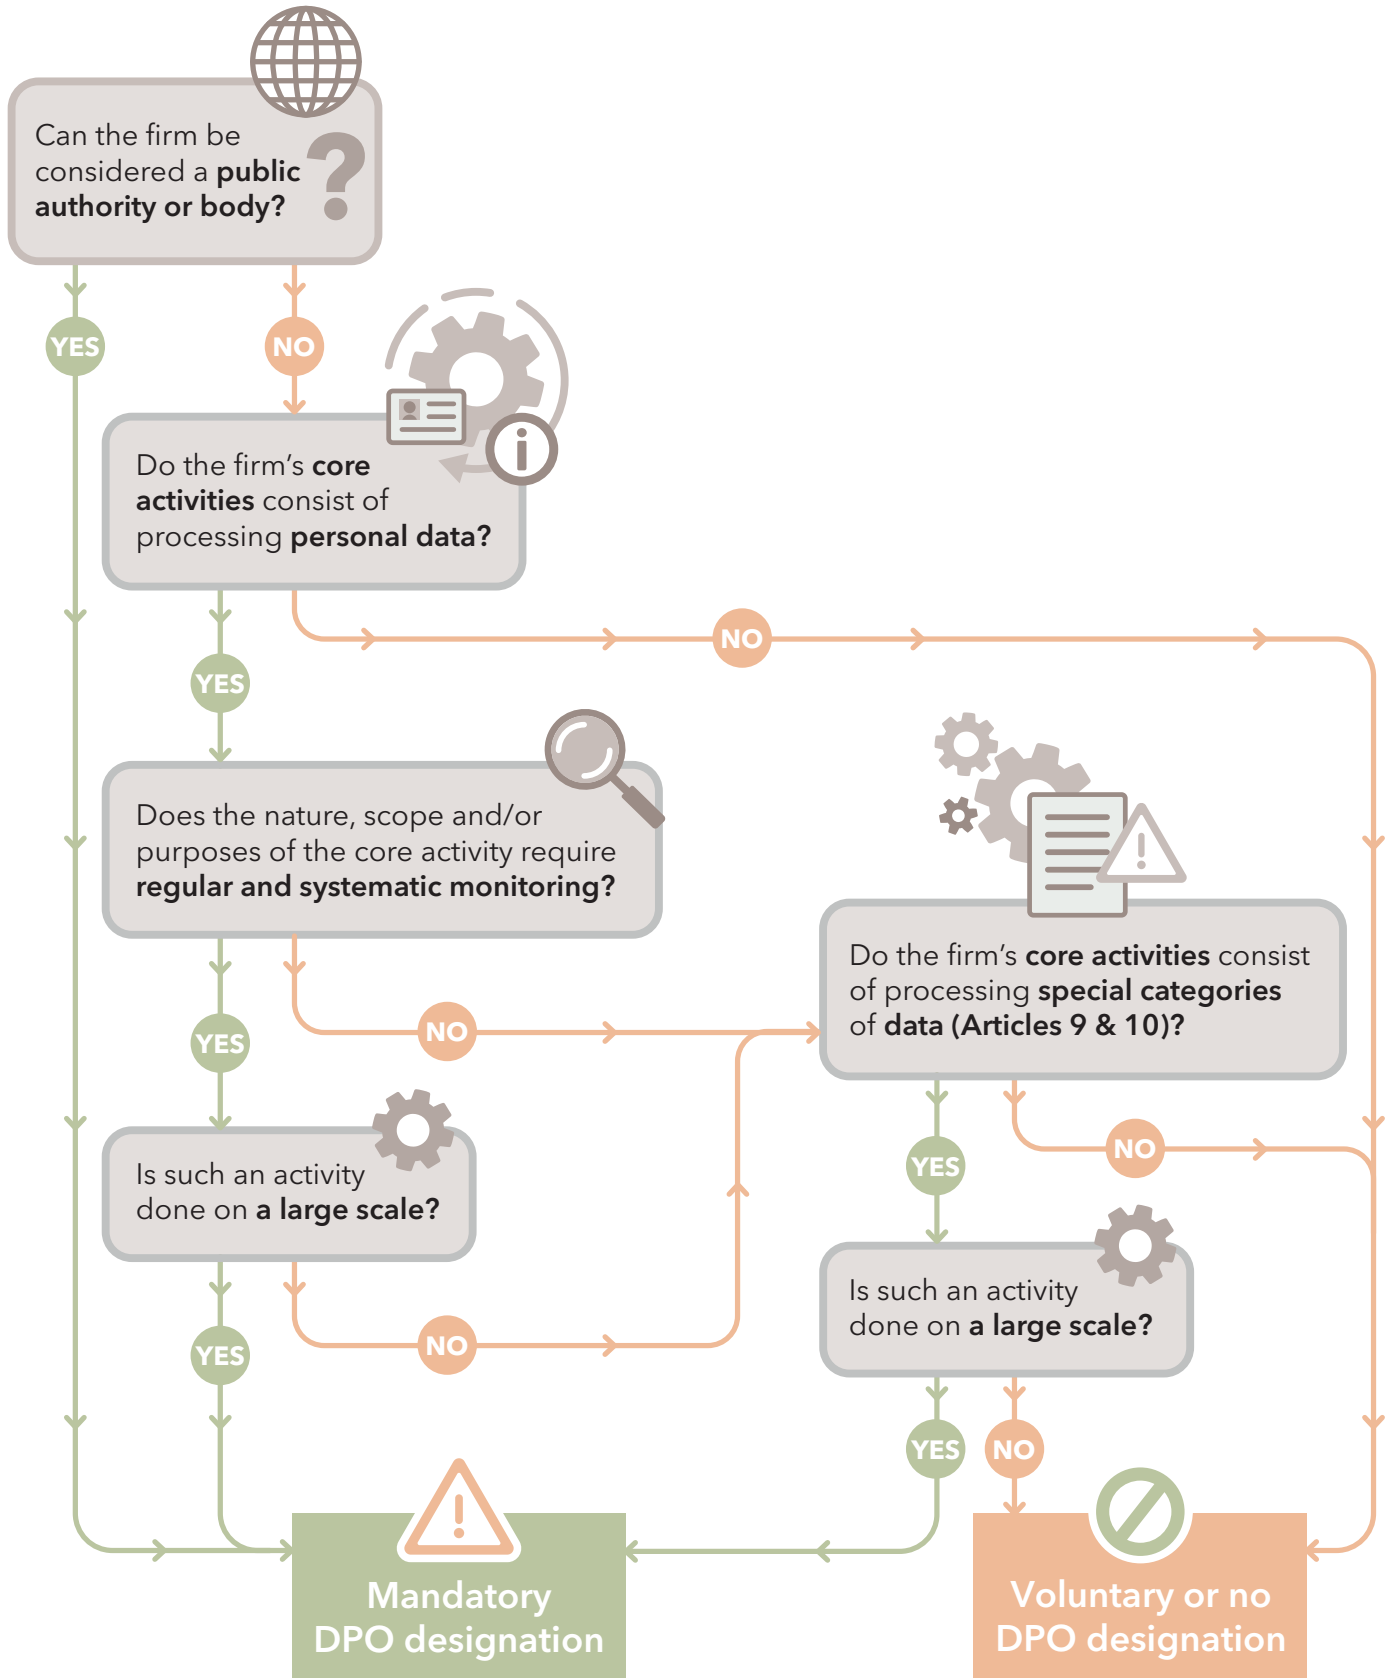 Can the firm be
considered a public
authority or body?
?
YES
NO
Do the firm's core
activities consist of
processing personal data?
i
NO
YES
Does the nature, scope and/or
purposes of the core activity require
regular and systematic monitoring?
!
Do the firm's core activities consist
of processing special categories
of data (Articles 9 & 10)?
YES
NO
NO
YES
Is such an activity
done on a large scale?
Is such an activity
done on a large scale?
YES
NO
YES
NO
!
Mandatory
DPO designation
Voluntary or no
DPO designation